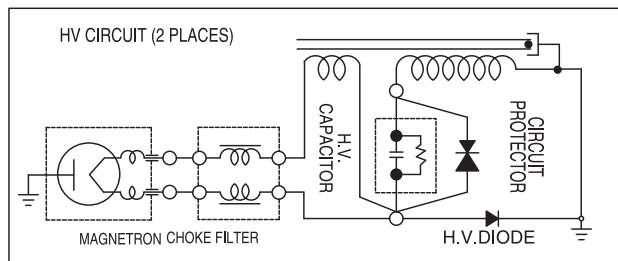 HV CIRCUIT (2 PLACES)
H.V.
CAPACITOR
CIRCUIT
PROTECTOR
MAGNETRON CHOKE FILTER
H.V.DIODE